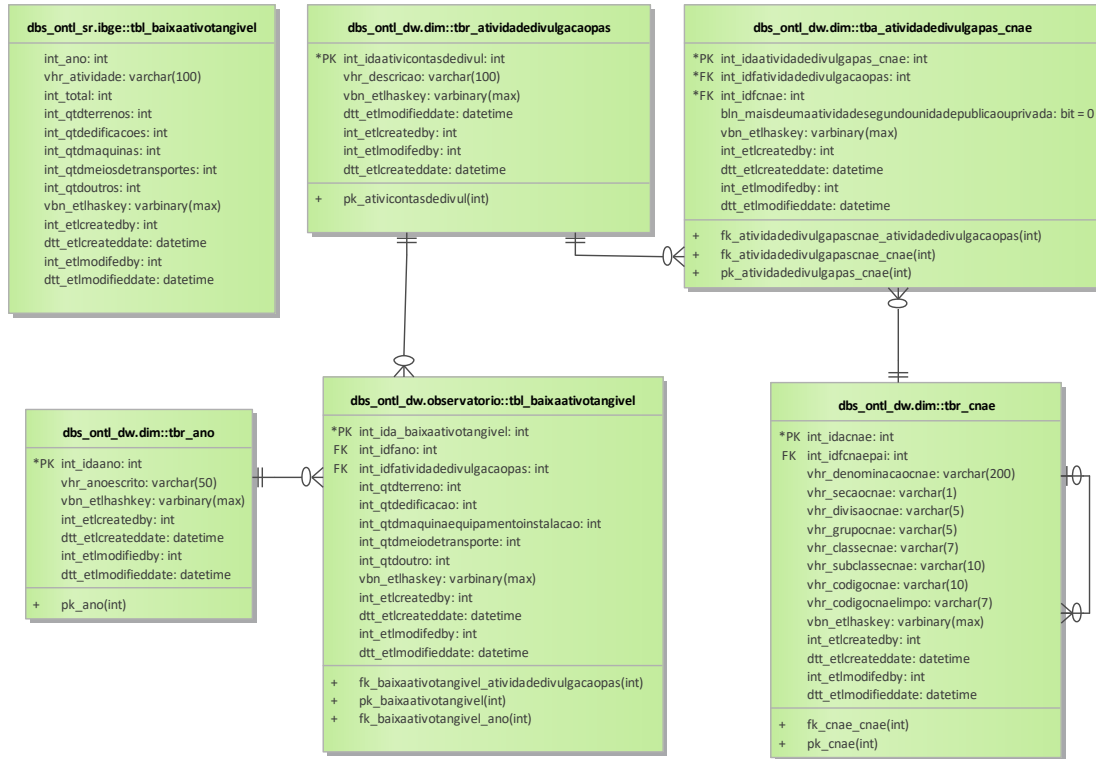 dbs_ontl_sr.ibge::tbl_baixaativotangivel
int_ano: int
vhr_atividade: varchar(100)
int_total: int
int_qtdterrenos: int
int_qtdedificacoes: int
int_qtdmaquinas: int
int_qtdmeiosdetransportes: int
int_qtdoutros: int
vbn_etlhaskey: varbinary(max)
int_etlcreatedby: int
dtt_etlcreateddate: datetime
int_etlmodifedby: int
dtt_etlmodifieddate: datetime
dbs_ontl_dw.dim::tbr_atividadedivulgacaopas
*PK int_idaativicontasdedivul: int
vhr_descricao: varchar(100)
vbn_etlhaskey: varbinary(max)
dtt_etlmodifieddate: datetime
int_etlcreatedby: int
int_etlmodifedby: int
dtt_etlcreateddate: datetime
+ pk_ativicontasdedivul(int)
dbs_ontl_dw.dim::tba_atividadedivulgapas_cnae
*PK int_idaatividadedivulgapas_cnae: int
*FK int_idfatividadedivulgacaopas: int
*FK int_idfcnae: int
bln_maisdeumaatividadesegundounidadepublicaouprivada: bit = 0
vbn_etlhaskey: varbinary(max)
int_etlcreatedby: int
dtt_etlcreateddate: datetime
int_etlmodifedby: int
dtt_etlmodifieddate: datetime
+ fk_atividadedivulgapascnae_atividadedivulgacaopas(int)
+ fk_atividadedivulgapascnae_cnae(int)
+ pk_atividadedivulgapas_cnae(int)
dbs_ontl_dw.dim::tbr_ano
*PK int_idaano: int
vhr_anoescrito: varchar(50)
vbn_etlhashkey: varbinary(max)
int_etlcreatedby: int
dtt_etlcreateddate: datetime
int_etlmodifiedby: int
dtt_etlmodifieddate: datetime
+ pk_ano(int)
dbs_ontl_dw.observatorio::tbl_baixaativotangivel
*PK int_ida_baixaativotangivel: int
FK int_idfano: int
FK int_idfatividadedivulgacaopas: int
int_qtdterreno: int
int_qtdedificacao: int
int_qtdmaquinaequipamentoinstalacao: int
int_qtdmeiodetransporte: int
int_qtdoutro: int
vbn_etlhaskey: varbinary(max)
int_etlcreatedby: int
dtt_etlcreateddate: datetime
int_etlmodifedby: int
dtt_etlmodifieddate: datetime
+ fk_baixaativotangivel_atividadedivulgacaopas(int)
+ pk_baixaativotangivel(int)
+ fk_baixaativotangivel_ano(int)
dbs_ontl_dw.dim::tbr_cnae
*PK int_idacnae: int
FK int_idfcnaepai: int
vhr_denominacaocnae: varchar(200)
vhr_secaocnae: varchar(1)
vhr_divisaocnae: varchar(5)
vhr_grupocnae: varchar(5)
vhr_classecnae: varchar(7)
vhr_subclassecnae: varchar(10)
vhr_codigocnae: varchar(10)
vhr_codigocnaelimpo: varchar(7)
vbn_etlhaskey: varbinary(max)
int_etlcreatedby: int
dtt_etlcreateddate: datetime
int_etlmodifedby: int
dtt_etlmodifieddate: datetime
+ fk_cnae_cnae(int)
+ pk_cnae(int)